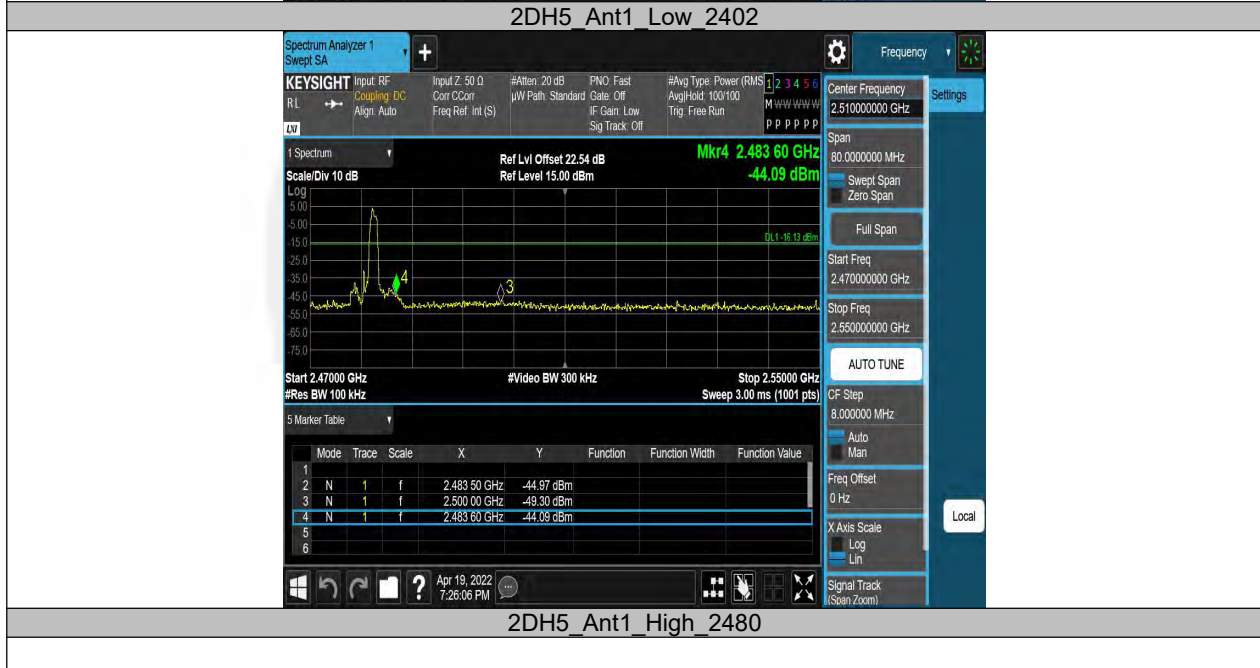 2DH5_Ant1_Low_2402
Spectrum Analyzer 1
Swept SA
+
Frequency
KEYSIGHT
RL
LXI
Input: RF
Coupling: DC
Align: Auto
Input Z: 50 Ω
Corr CCorr
Freq Ref: Int (S)
#Atten: 20 dB
µW Path: Standard
PNO: Fast
Gate: Off
IF Gain: Low
Sig Track: Off
#Avg Type: Power (RMS
Avg|Hold: 100/100
Trig: Free Run
1 2 3 4 5 6
M W W W W W
P P P P P P
1 Spectrum
Scale/Div 10 dB
Ref Lvl Offset 22.54 dB
Ref Level 15.00 dBm
Mkr4 2.483 60 GHz
-44.09 dBm
Log
5.00
-5.00
-15.0
-25.0
-35.0
-45.0
-55.0
-65.0
-75.0
DL1 -16.13 dBm
4
3
Start 2.47000 GHz
#Res BW 100 kHz
#Video BW 300 kHz
Stop 2.55000 GHz
Sweep 3.00 ms (1001 pts)
5 Marker Table
Mode Trace Scale X Y Function Function Width Function Value
1
2 N 1 f 2.483 50 GHz -44.97 dBm
3 N 1 f 2.500 00 GHz -49.30 dBm
4 N 1 f 2.483 60 GHz -44.09 dBm
5
6
?
Apr 19, 2022
7:26:06 PM
Center Frequency
2.510000000 GHz
Settings
Span
80.0000000 MHz
Swept Span
Zero Span
Full Span
Start Freq
2.470000000 GHz
Stop Freq
2.550000000 GHz
AUTO TUNE
CF Step
8.000000 MHz
Auto
Man
Freq Offset
0 Hz
X Axis Scale
Log
Lin
Local
Signal Track
(Span Zoom)
2DH5_Ant1_High_2480